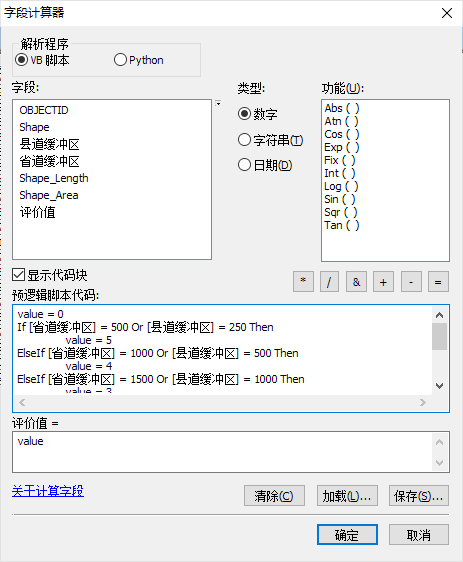 字段计算器
解析程序
VB 脚本
Python
字段:
OBJECTID
Shape
县道缓冲区
省道缓冲区
Shape_Length
Shape_Area
评价值
类型:
数字
字符串(T)
日期(D)
功能(U):
Abs ( )
Atn ( )
Cos ( )
Exp ( )
Fix ( )
Int ( )
Log ( )
Sin ( )
Sqr ( )
Tan ( )
显示代码块
* / & + - =
预逻辑脚本代码:
value = 0
If [省道缓冲区] = 500 Or [县道缓冲区] = 250 Then
value = 5
ElseIf [省道缓冲区] = 1000 Or [县道缓冲区] = 500 Then
value = 4
ElseIf [省道缓冲区] = 1500 Or [县道缓冲区] = 1000 Then
value = 3
评价值 =
value
关于计算字段
清除(C)
加载(L)...
保存(S)...
确定
取消